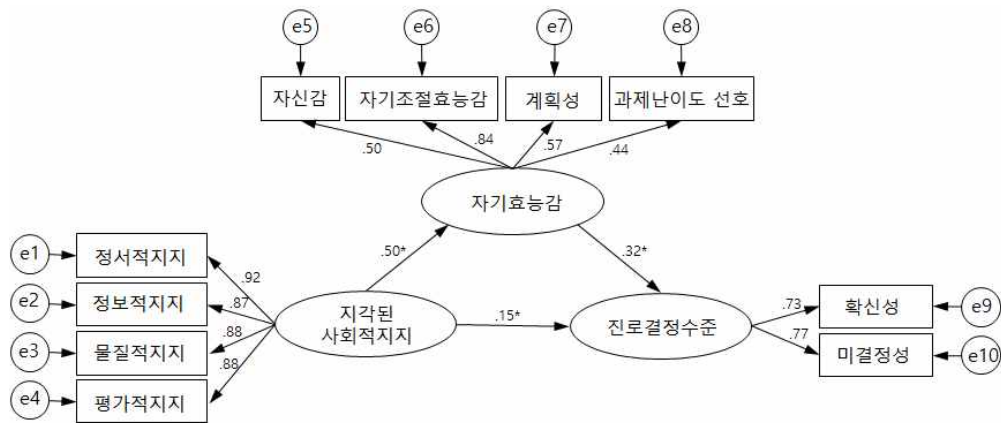 e5 e6 e7 e8
자신감 자기조절효능감 계획성 과제난이도 선호
.50 .84 .57 .44
자기효능감
e1 정서적지지
.50* .32*
.92
e2 정보적지지
.87
지각된
사회적지지
.15*
진로결정수준
.73
확신성 e9
e3 물질적지지
.88
.77
미결정성 e10
.88
e4 평가적지지